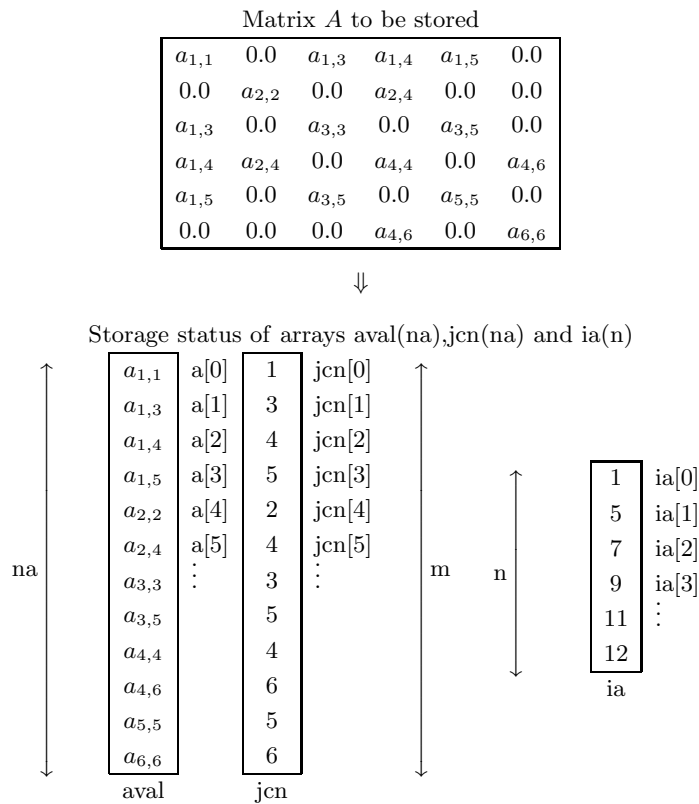 Matrix A to be stored
a1,1 0.0 a1,3 a1,4 a1,5 0.0
0.0 a2,2 0.0 a2,4 0.0 0.0
a1,3 0.0 a3,3 0.0 a3,5 0.0
a1,4 a2,4 0.0 a4,4 0.0 a4,6
a1,5 0.0 a3,5 0.0 a5,5 0.0
0.0 0.0 0.0 a4,6 0.0 a6,6
⇓
Storage status of arrays aval(na),jcn(na) and ia(n)
a1,1 a[0] 1 jcn[0]
a1,3 a[1] 3 jcn[1]
a1,4 a[2] 4 jcn[2]
a1,5 a[3] 5 jcn[3] 1 ia[0]
a2,2 a[4] 2 jcn[4] 5 ia[1]
a2,4 a[5] 4 jcn[5] 7 ia[2]
na a3,3 ⋮ 3 ⋮ m n 9 ia[3]
a3,5 5 11 ⋮
a4,4 4 12
a4,6 6 ia
a5,5 5
a6,6 6
aval jcn